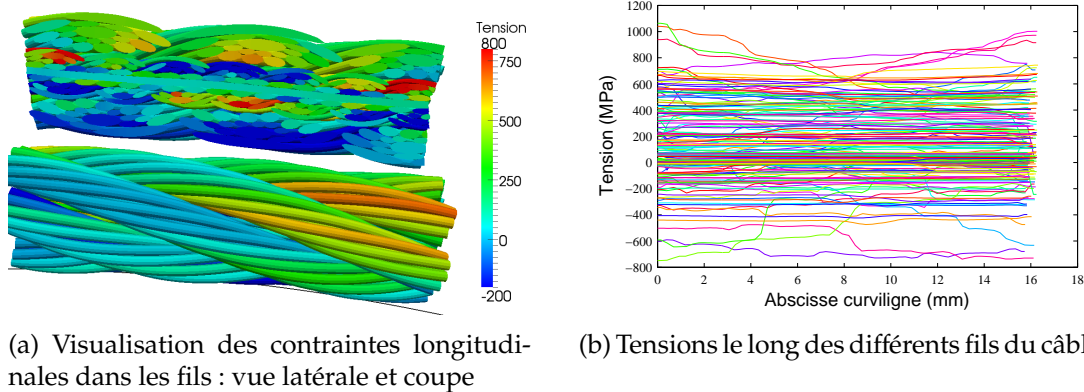 Tension
800
750
500
250
0
-200
(a) Visualisation des contraintes longitudi-
nales dans les fils : vue latérale et coupe
1200
1000
800
600
400
200
0
−200
−400
−600
−800
Tension (MPa)
0 2 4 6 8 10 12 14 16 18
Abscisse curviligne (mm)
(b) Tensions le long des différents fils du câbl